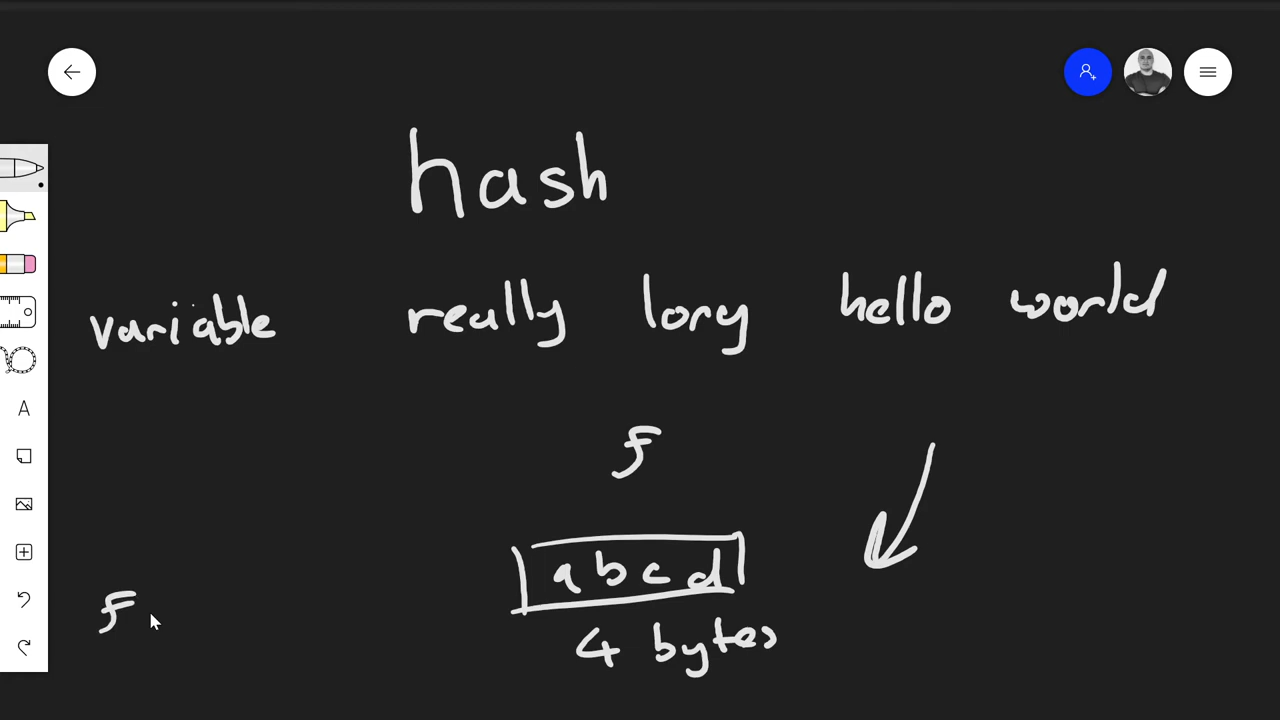 hash
variable really long hello world
f
abcd
f
4 bytes
A